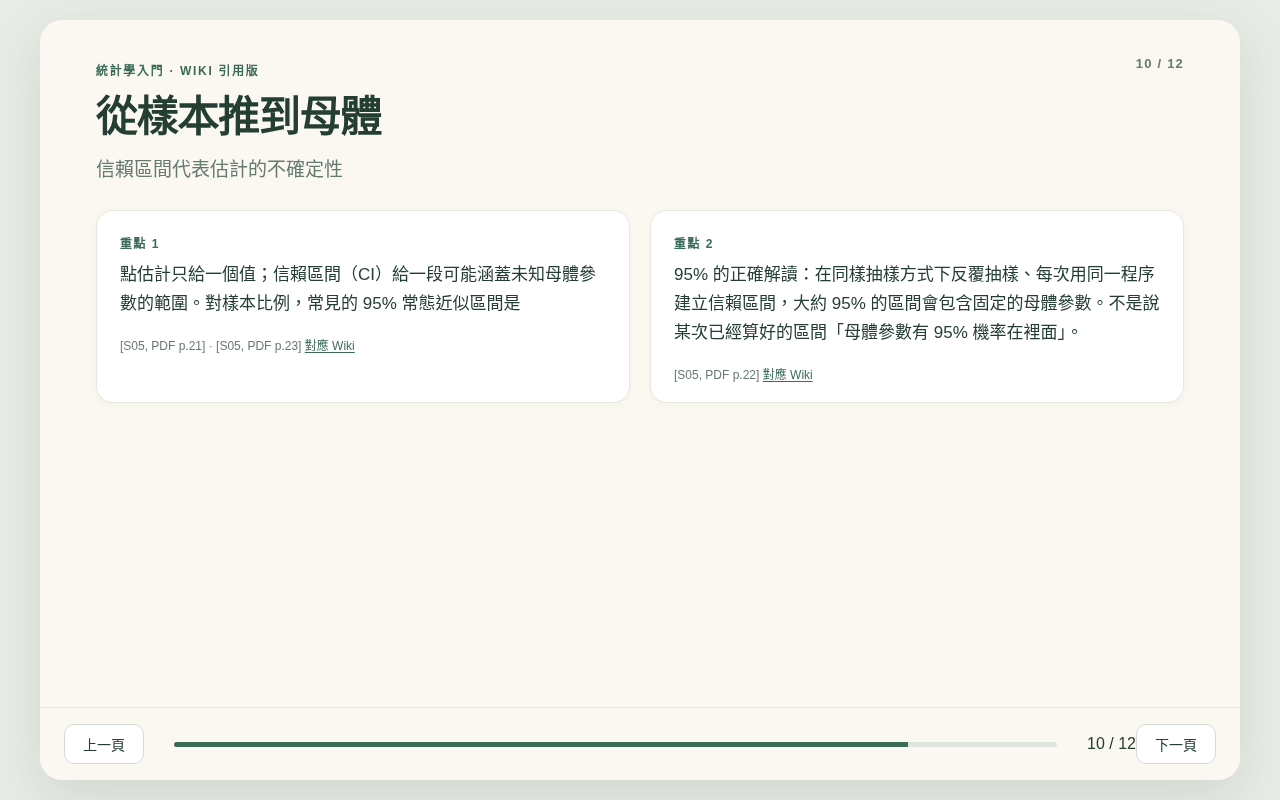 統計學入門 · WIKI 引用版
10 / 12
從樣本推到母體
信賴區間代表估計的不確定性
重點 1
點估計只給一個值；信賴區間（CI）給一段可能涵蓋未知母體參
數的範圍。對樣本比例，常見的 95% 常態近似區間是
[S05, PDF p.21] · [S05, PDF p.23] 對應 Wiki
重點 2
95% 的正確解讀：在同樣抽樣方式下反覆抽樣、每次用同一程序
建立信賴區間，大約 95% 的區間會包含固定的母體參數。不是說
某次已經算好的區間「母體參數有 95% 機率在裡面」。
[S05, PDF p.22] 對應 Wiki
上一頁
10 / 12
下一頁